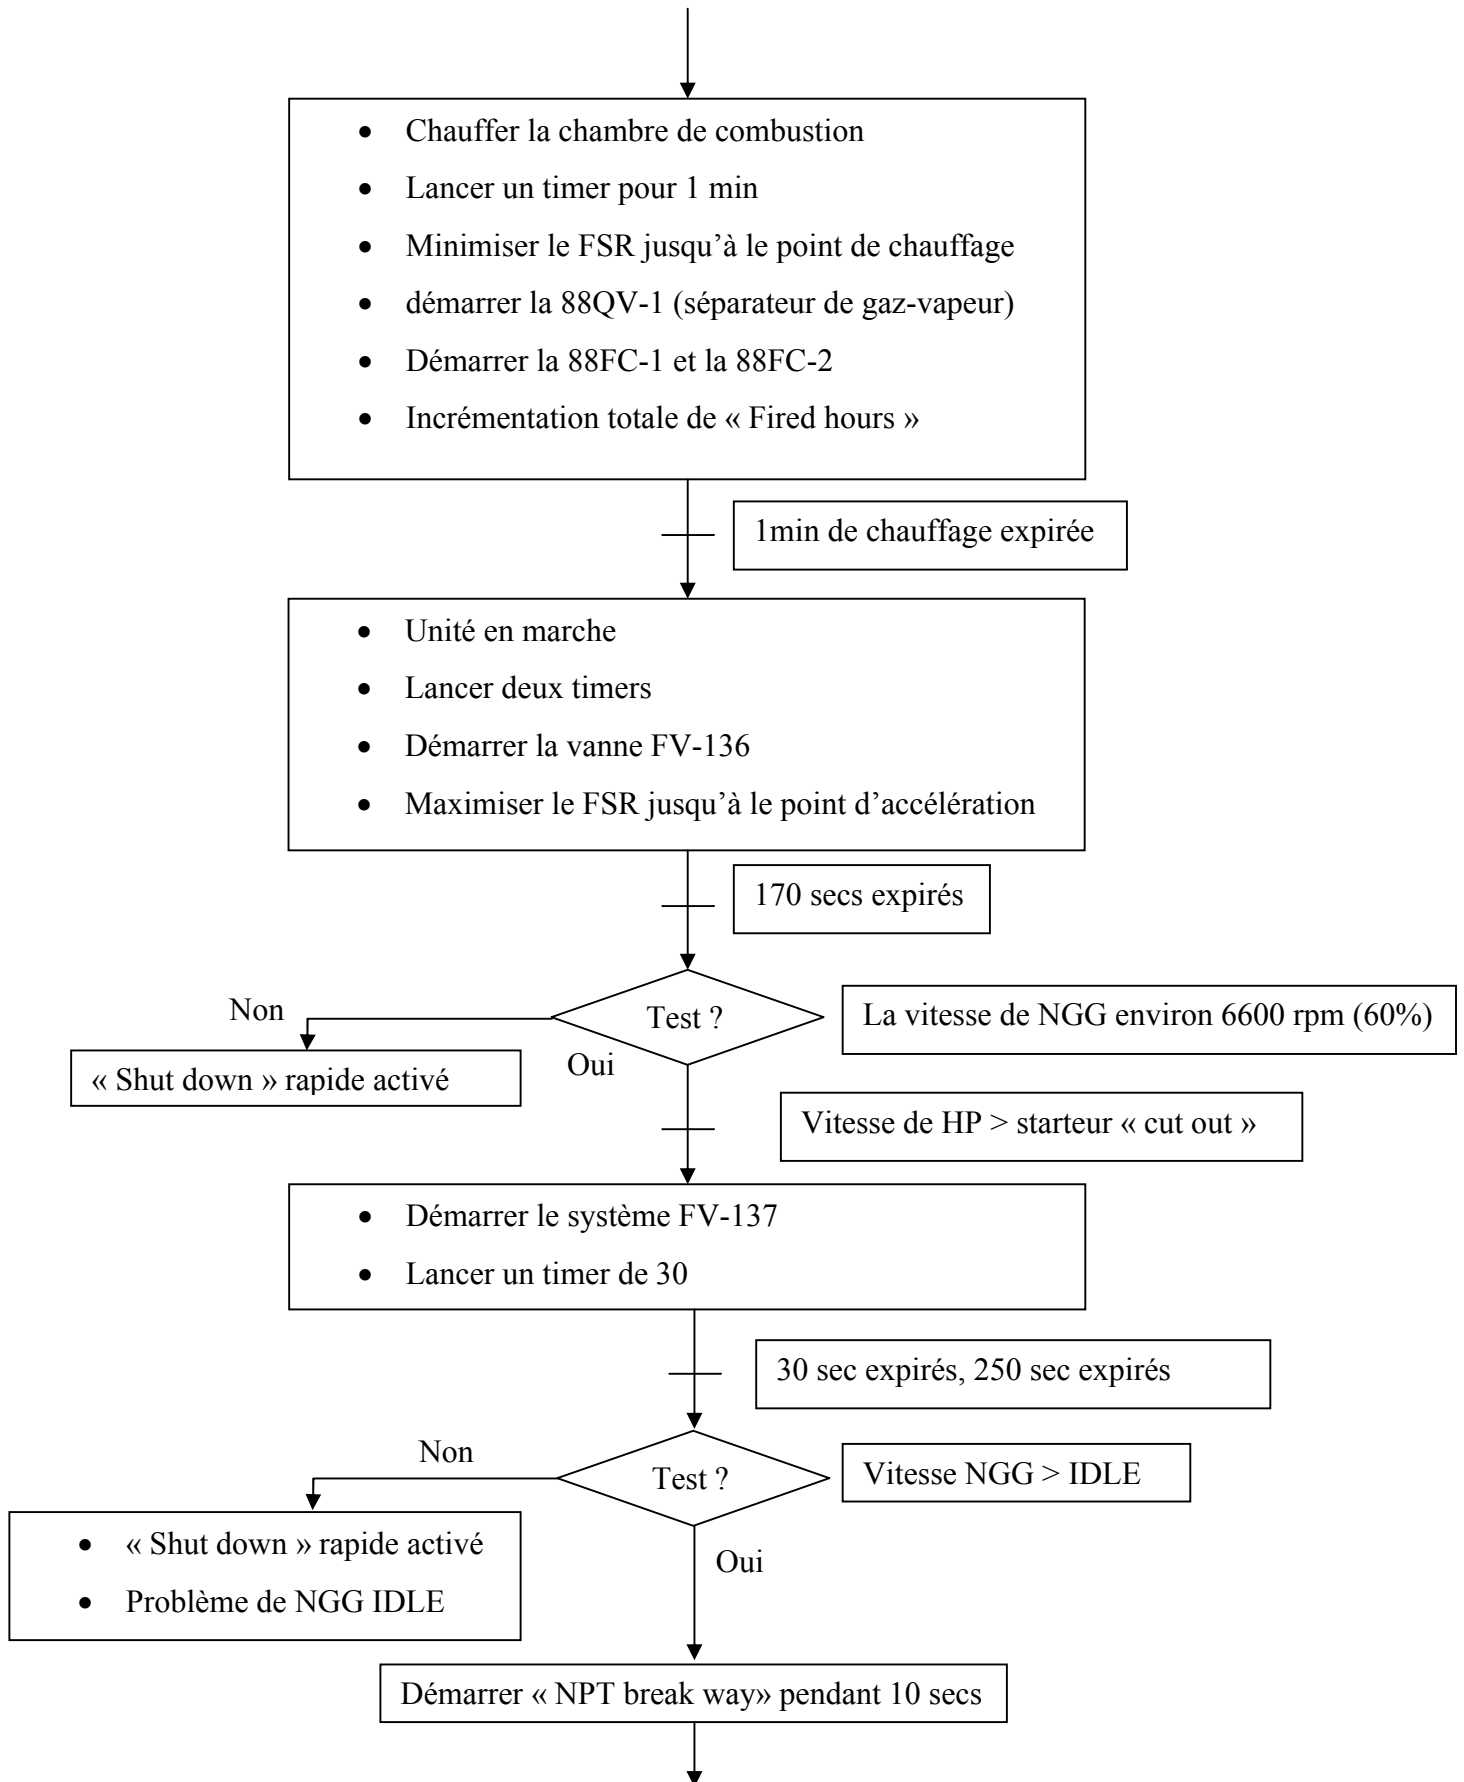 • Chauffer la chambre de combustion
• Lancer un timer pour 1 min
• Minimiser le FSR jusqu’à le point de chauffage
• démarrer la 88QV-1 (séparateur de gaz-vapeur)
• Démarrer la 88FC-1 et la 88FC-2
• Incrémentation totale de « Fired hours »
1min de chauffage expirée
• Unité en marche
• Lancer deux timers
• Démarrer la vanne FV-136
• Maximiser le FSR jusqu’à le point d’accélération
170 secs expirés
Test ?
La vitesse de NGG environ 6600 rpm (60%)
Non
« Shut down » rapide activé
Oui
Vitesse de HP > starteur « cut out »
• Démarrer le système FV-137
• Lancer un timer de 30
30 sec expirés, 250 sec expirés
Test ?
Vitesse NGG > IDLE
Non
• « Shut down » rapide activé
• Problème de NGG IDLE
Oui
Démarrer « NPT break way» pendant 10 secs